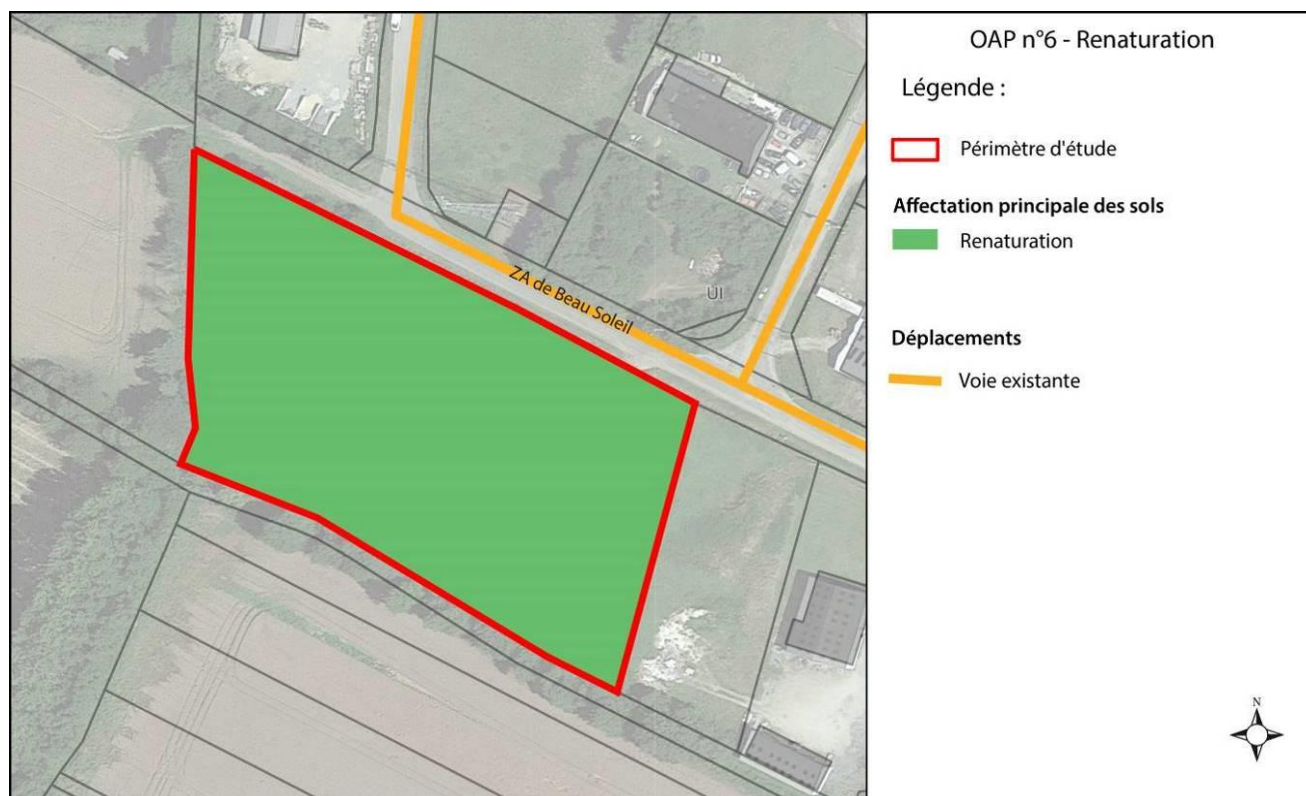 OAP n°6 - Renaturation
Légende :
Périmètre d'étude
Affectation principale des sols
Renaturation
Déplacements
Voie existante
ZA de Beau Soleil
UI
N